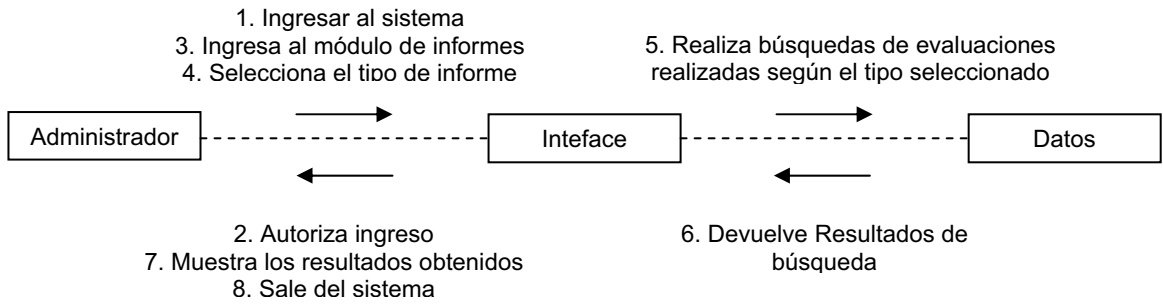 1. Ingresar al sistema
3. Ingresa al módulo de informes
4. Selecciona el tipo de informe
5. Realiza búsquedas de evaluaciones
realizadas según el tipo seleccionado
Administrador
Inteface
Datos
2. Autoriza ingreso
7. Muestra los resultados obtenidos
8. Sale del sistema
6. Devuelve Resultados de
búsqueda